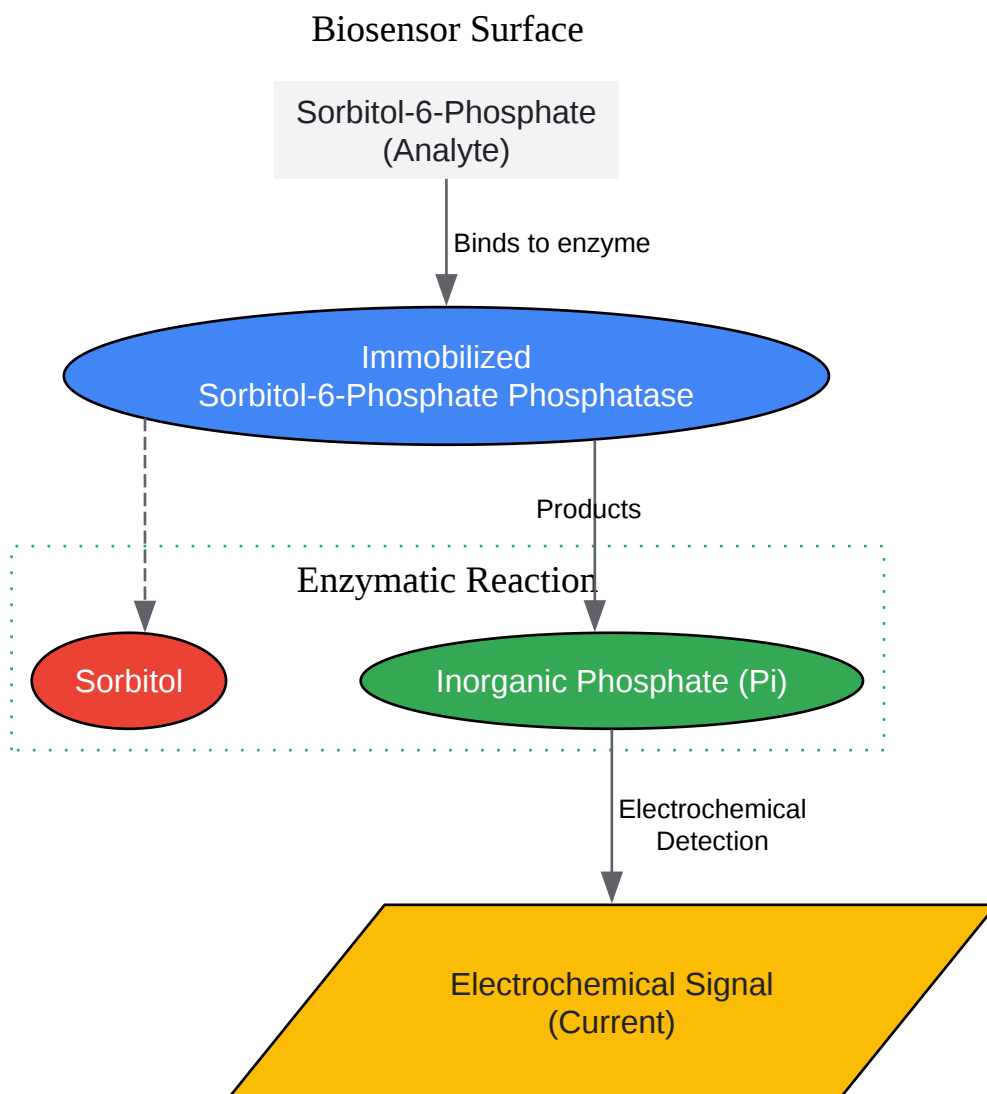 Biosensor Surface
Sorbitol-6-Phosphate
(Analyte)
Binds to enzyme
Immobilized
Sorbitol-6-Phosphate Phosphatase
Products
Enzymatic Reaction
Sorbitol
Inorganic Phosphate (Pi)
Electrochemical
Detection
Electrochemical Signal
(Current)